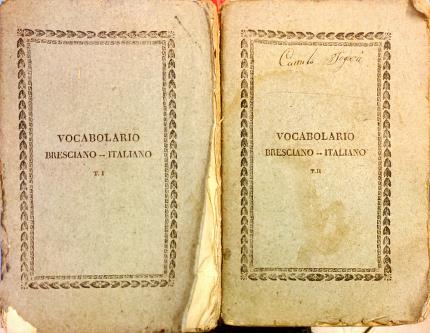 VOCABOLARIO
BRESCIANO -- ITALIANO
T. I
VOCABOLARIO
BRESCIANO -- ITALIANO
T. II